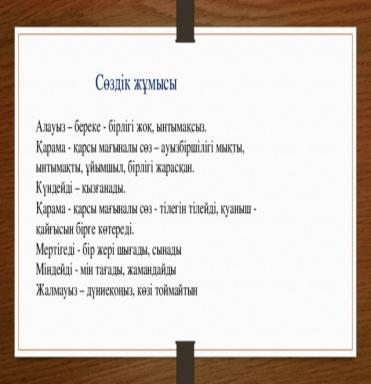 Сөздік жұмысы
Алауыз – береке - бірлігі жоқ, ынтымақсыз.
Қарама - қарсы мағыналы сөз – ауызбіршілігі мықты,
ынтымақты, ұйымшыл, бірлігі жарасқан.
Күндейді – қызғанады.
Қарама - қарсы мағыналы сөз - тілегін тілейді, қуаныш -
қайғысын бірге көтереді.
Мертігеді - бір жері шығады, сынады
Міндейді - мін тағады, жамандайды
Жалмауыз – дүниеқоңыз, көзі тоймайтын